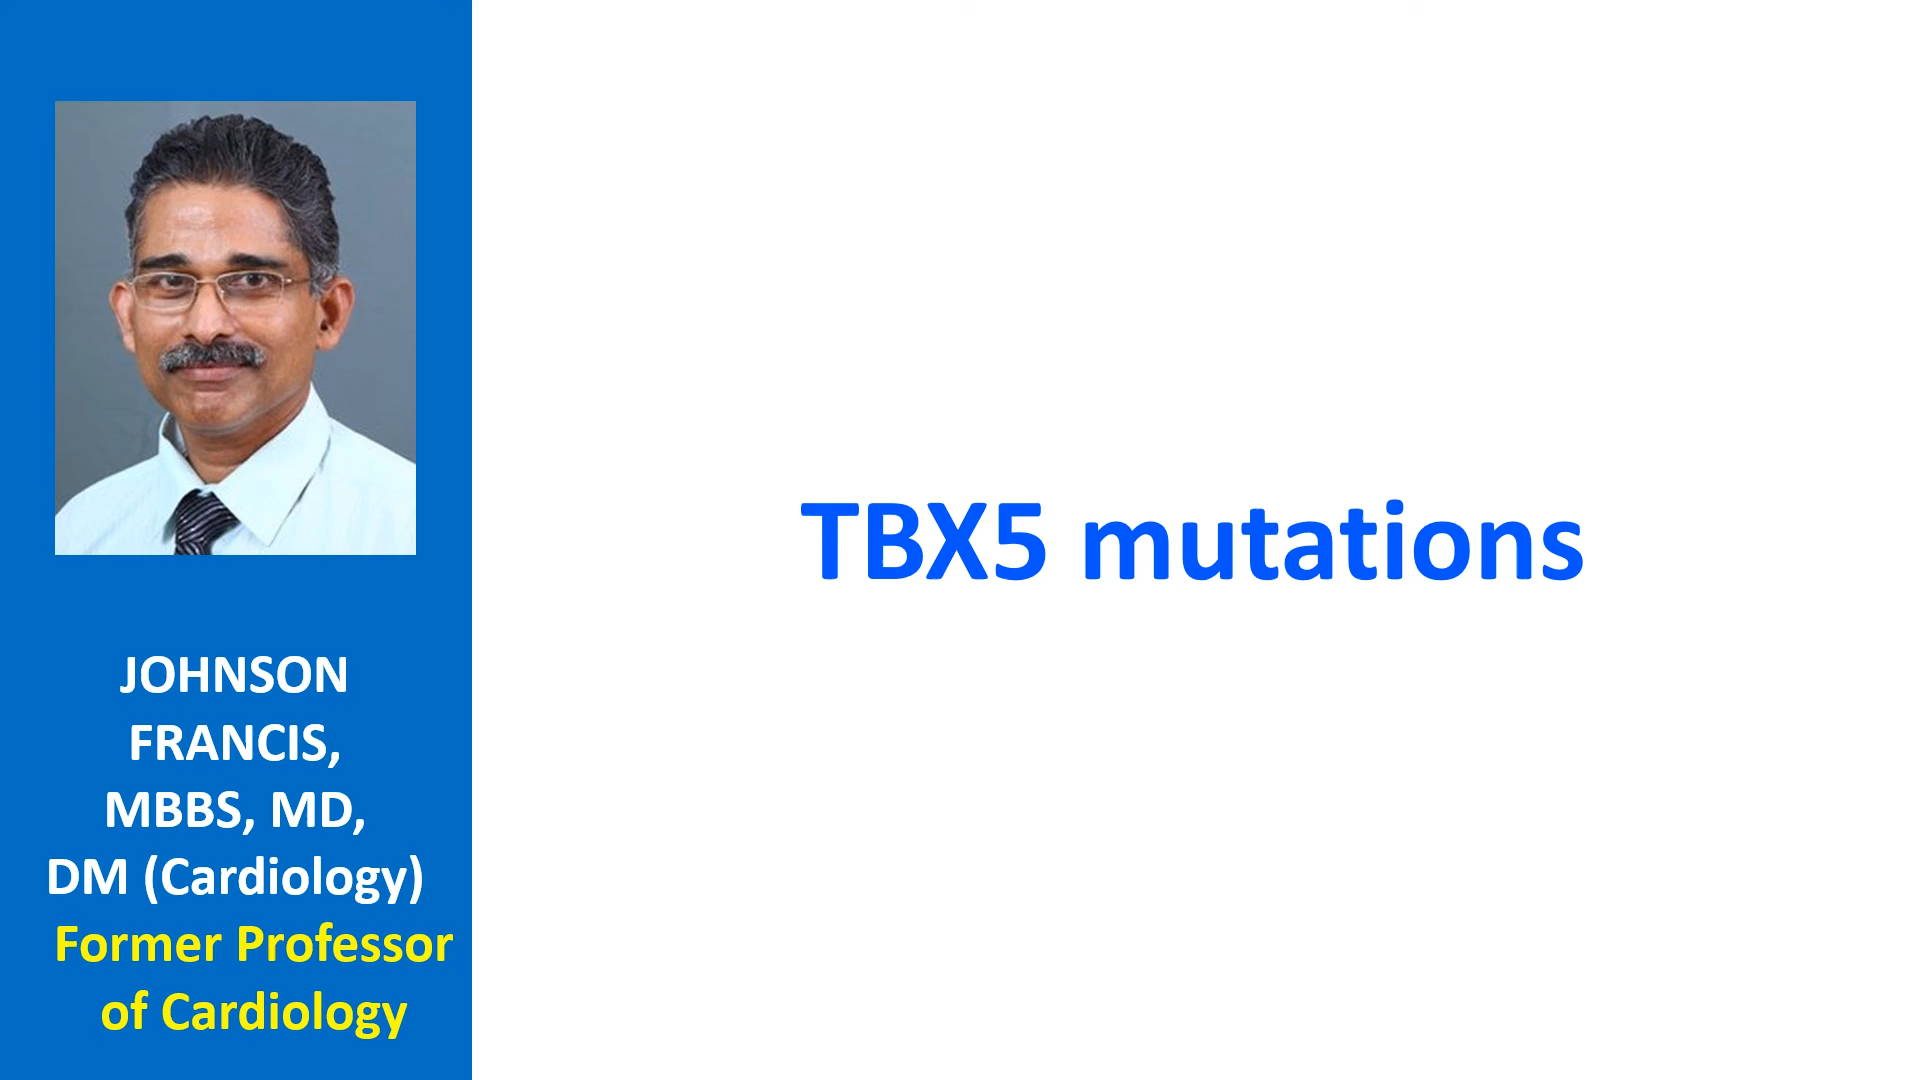 JOHNSON
FRANCIS,
MBBS, MD,
DM (Cardiology)
Former Professor
of Cardiology
TBX5 mutations